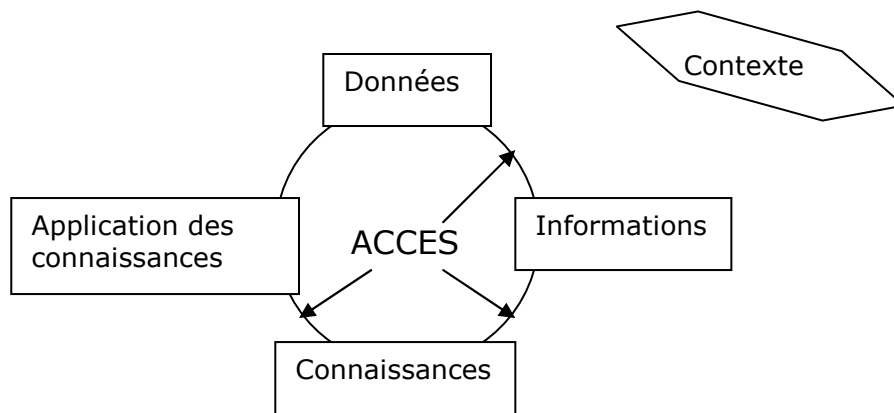 Contexte
Données
Application des
connaissances
ACCES
Informations
Connaissances